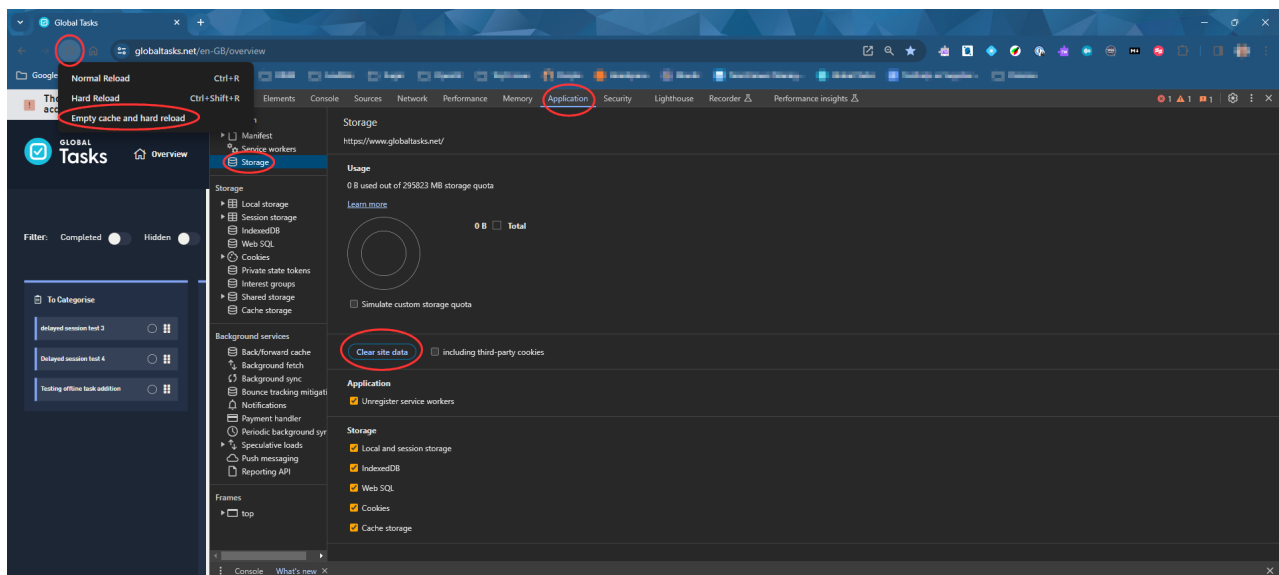 Global Tasks
globaltasks.net/en-GB/overview
Google
Normal Reload Ctrl+R
Hard Reload Ctrl+Shift+R
Empty cache and hard reload
Elements Console Sources Network Performance Memory Application Security Lighthouse Recorder Performance insights
1 1 1
GLOBAL
Tasks
Overview
Filter: Completed Hidden
To Categorise
delayed session test 3
Delayed session test 4
Testing offline task addition
Manifest
Service workers
Storage
Storage
Local storage
Session storage
IndexedDB
Web SQL
Cookies
Private state tokens
Interest groups
Shared storage
Cache storage
Background services
Back/forward cache
Background fetch
Background sync
Bounce tracking mitigati
Notifications
Payment handler
Periodic background syn
Speculative loads
Push messaging
Reporting API
Frames
top
Storage
https://www.globaltasks.net/
Usage
0 B used out of 295823 MB storage quota
Learn more
0 B Total
Simulate custom storage quota
Clear site data including third-party cookies
Application
Unregister service workers
Storage
Local and session storage
IndexedDB
Web SQL
Cookies
Cache storage
Console What's new